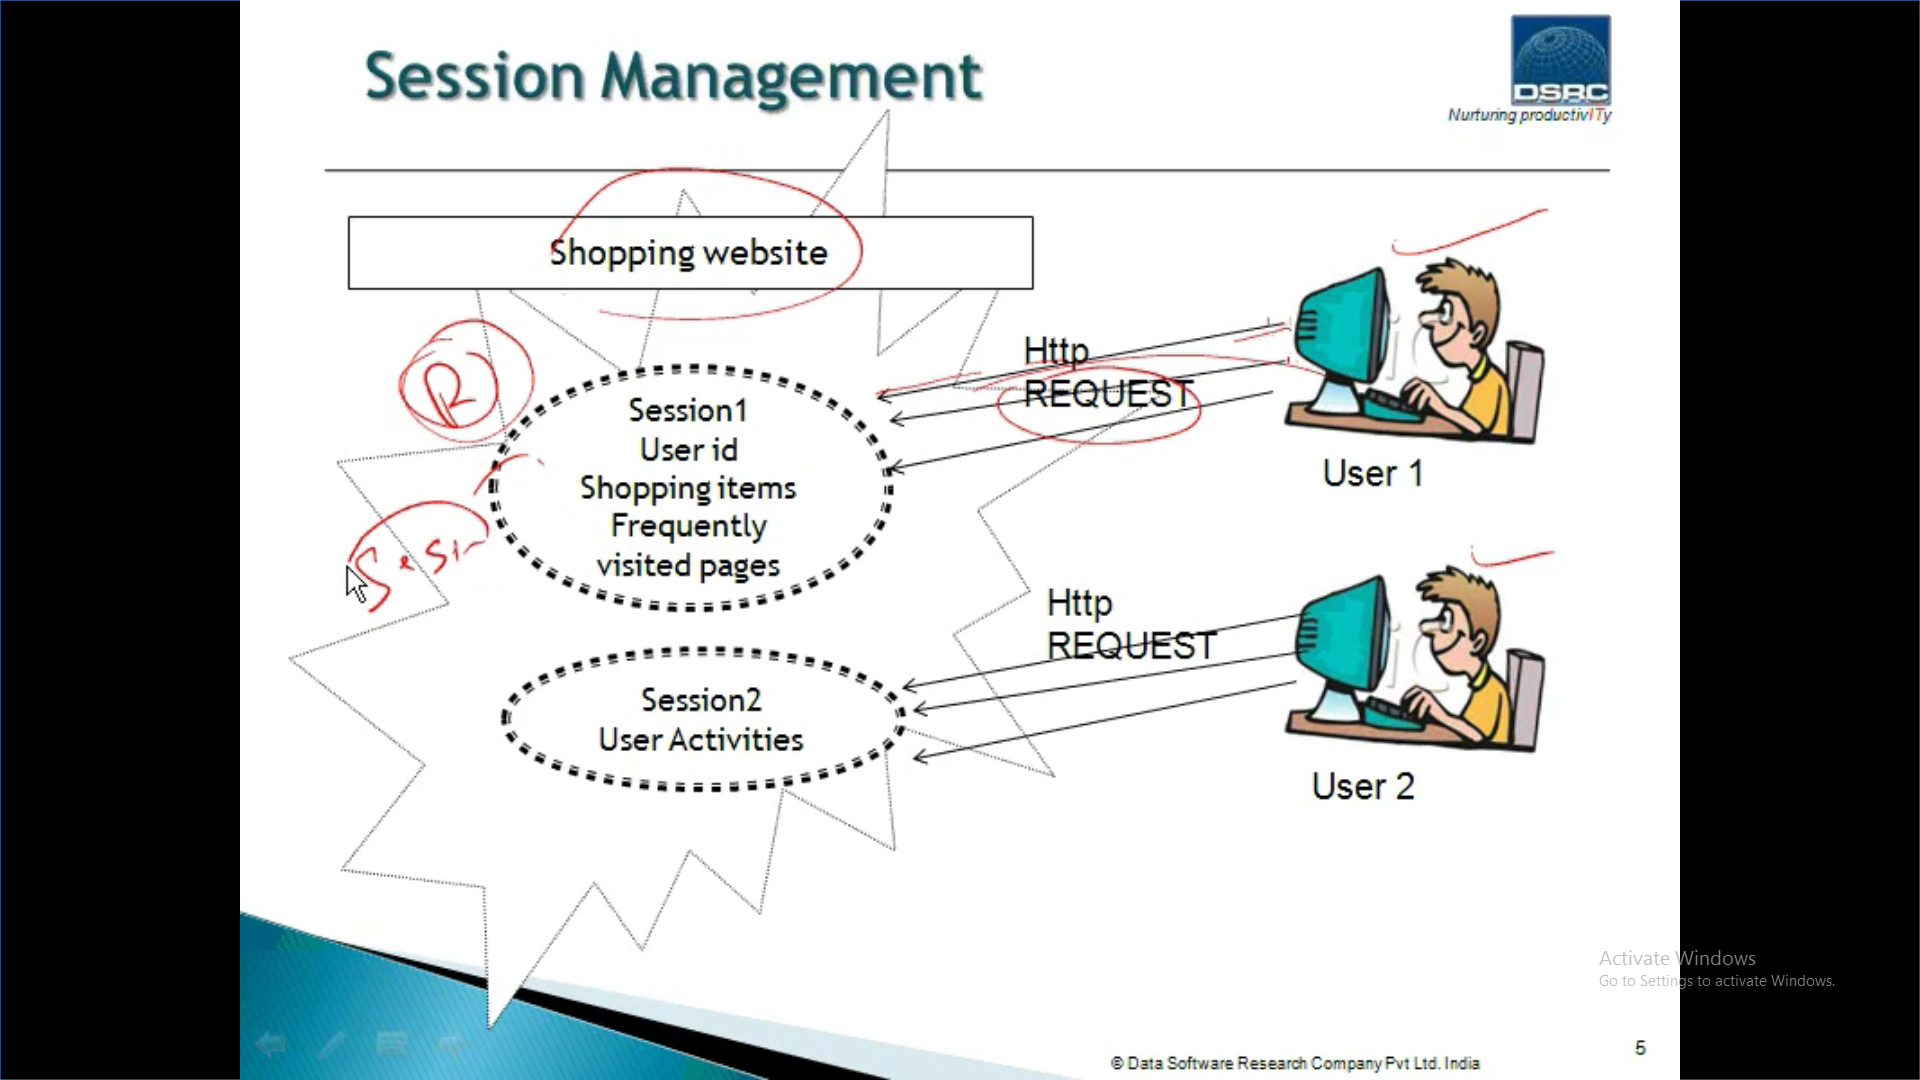 Session Management
DSRC
Nurturing productivITy
Shopping website
R
Http
REQUEST
Session1
User id
Shopping items
Frequently
visited pages
User 1
Http
REQUEST
Session2
User Activities
User 2
Activate Windows
Go to Settings to activate Windows.
5
© Data Software Research Company Pvt Ltd. India